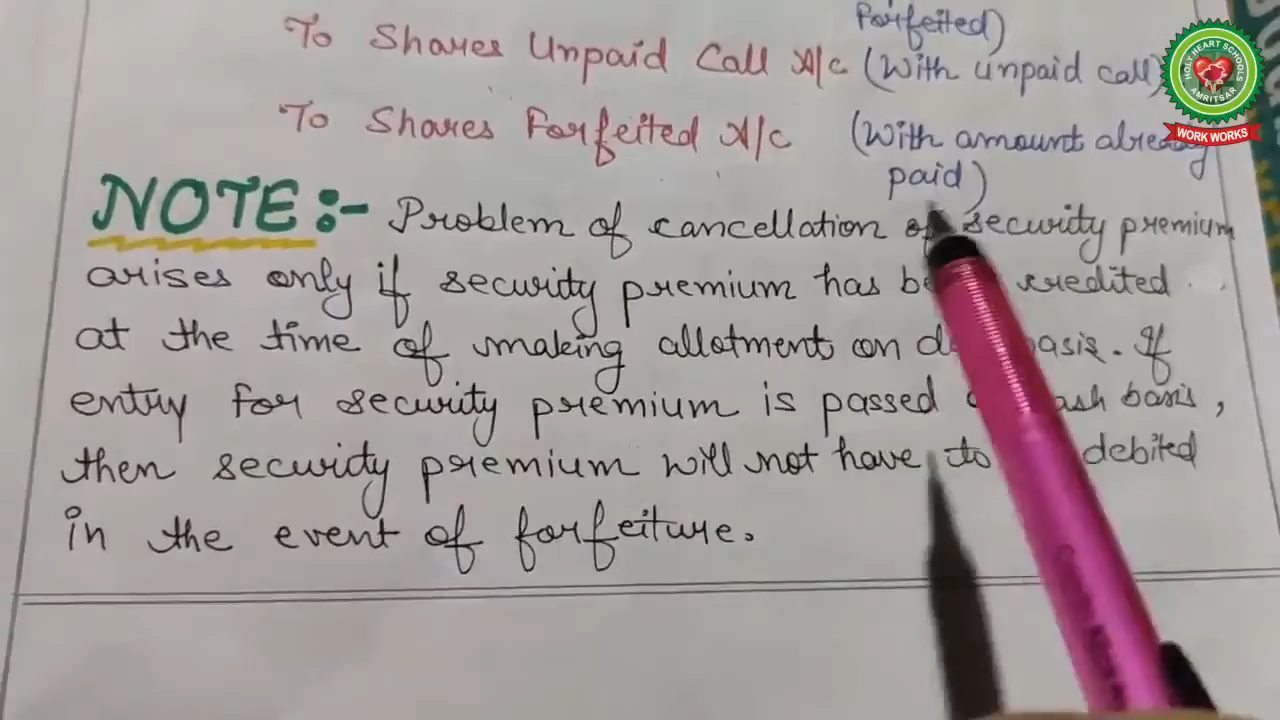 Forfeited)
To Shares Unpaid Call A/c (With unpaid call)
To Shares Forfeited A/c (With amount already
paid)
NOTE:- Problem of cancellation of security premium
arises only if security premium has credited
at the time of making allotment on basis. If
entry for security premium is passed basis,
then security premium will not have to debited
in the event of forfeiture.
HOLY HEART SCHOOLS
AMRITSAR
WORK WORKS